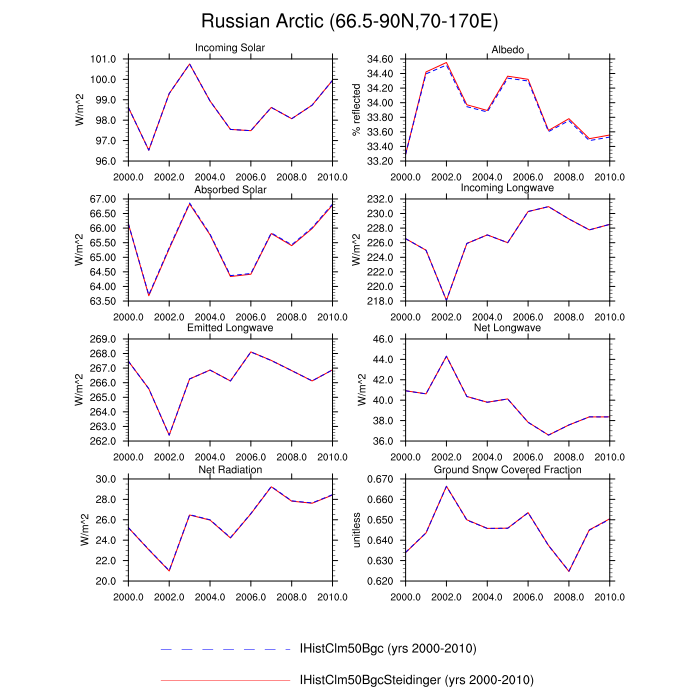 Russian Arctic (66.5-90N,70-170E)
Incoming Solar
W/m^2
101.0
100.0
99.0
98.0
97.0
96.0
2000.0 2002.0 2004.0 2006.0 2008.0 2010.0
Albedo
% reflected
34.60
34.40
34.20
34.00
33.80
33.60
33.40
33.20
2000.0 2002.0 2004.0 2006.0 2008.0 2010.0
Absorbed Solar
W/m^2
67.00
66.50
66.00
65.50
65.00
64.50
64.00
63.50
2000.0 2002.0 2004.0 2006.0 2008.0 2010.0
Incoming Longwave
W/m^2
232.0
230.0
228.0
226.0
224.0
222.0
220.0
218.0
2000.0 2002.0 2004.0 2006.0 2008.0 2010.0
Emitted Longwave
W/m^2
269.0
268.0
267.0
266.0
265.0
264.0
263.0
262.0
2000.0 2002.0 2004.0 2006.0 2008.0 2010.0
Net Longwave
W/m^2
46.0
44.0
42.0
40.0
38.0
36.0
2000.0 2002.0 2004.0 2006.0 2008.0 2010.0
Net Radiation
W/m^2
30.0
28.0
26.0
24.0
22.0
20.0
2000.0 2002.0 2004.0 2006.0 2008.0 2010.0
Ground Snow Covered Fraction
unitless
0.670
0.660
0.650
0.640
0.630
0.620
2000.0 2002.0 2004.0 2006.0 2008.0 2010.0
IHistClm50Bgc (yrs 2000-2010)
IHistClm50BgcSteidinger (yrs 2000-2010)